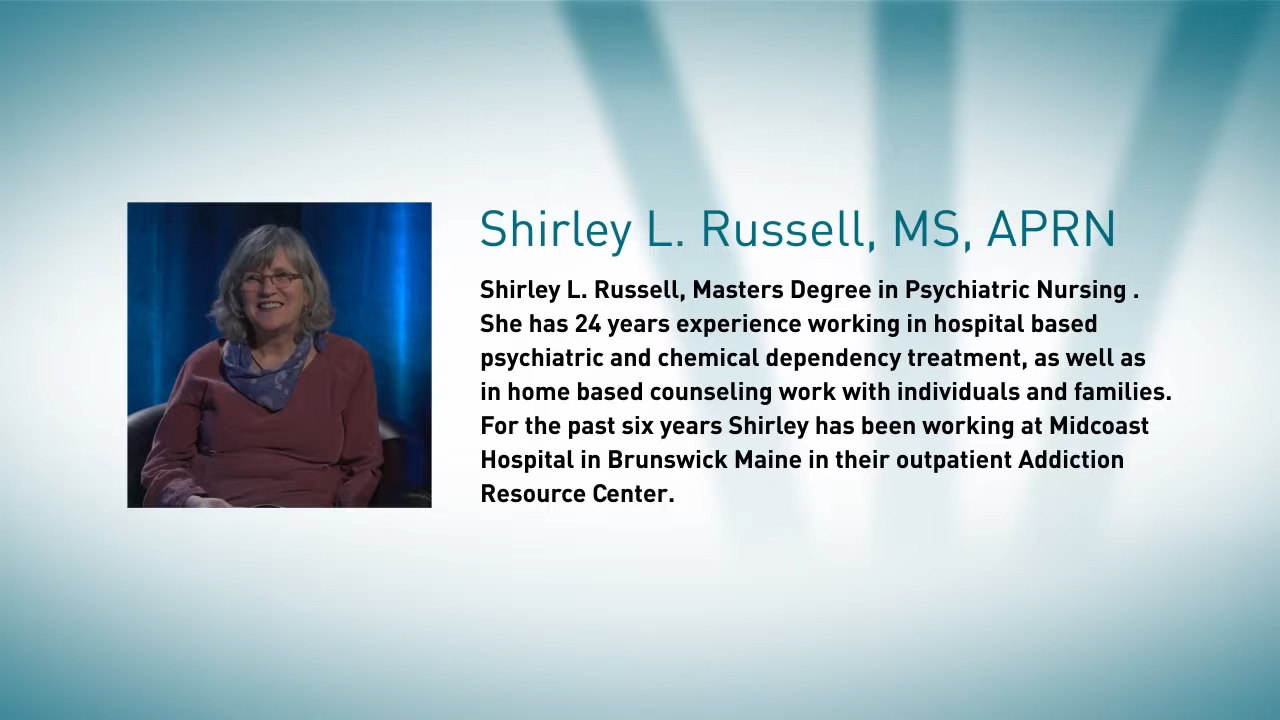 Shirley L. Russell, MS, APRN
Shirley L. Russell, Masters Degree in Psychiatric Nursing .
She has 24 years experience working in hospital based
psychiatric and chemical dependency treatment, as well as
in home based counseling work with individuals and families.
For the past six years Shirley has been working at Midcoast
Hospital in Brunswick Maine in their outpatient Addiction
Resource Center.